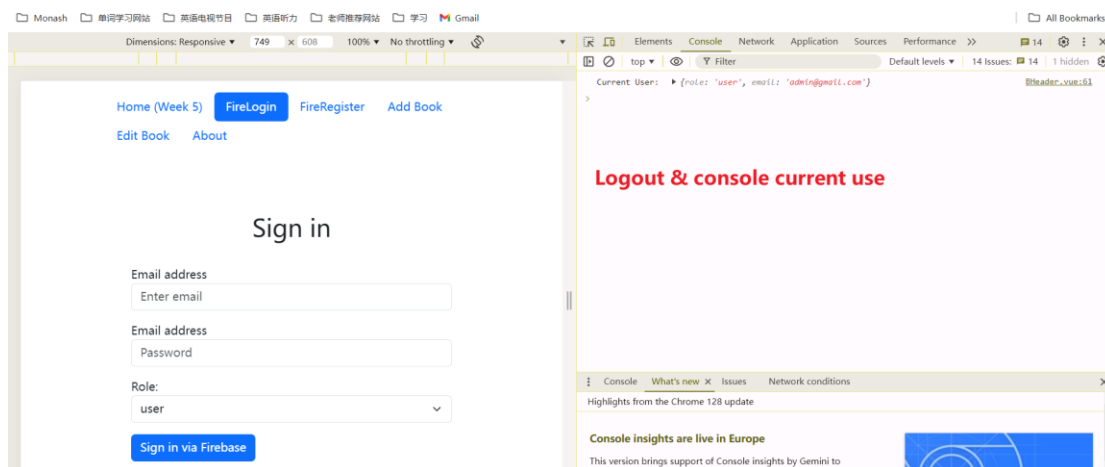 Monash 单词学习网站 英语电视节目 英语听力 老师推荐网站 学习 Gmail All Bookmarks
Dimensions: Responsive 749 × 608 100% No throttling
Elements Console Network Application Sources Performance 14
top Filter Default levels 14 Issues: 14 1 hidden
Current User: {role: 'user', email: 'admin@gmail.com'} BHeader.vue:61
Home (Week 5) FireLogin FireRegister Add Book
Edit Book About
Logout & console current use
Sign in
Email address
Enter email
Email address
Password
Role:
user
Sign in via Firebase
Console What's new Issues Network conditions
Highlights from the Chrome 128 update
Console insights are live in Europe
This version brings support of Console insights by Gemini to